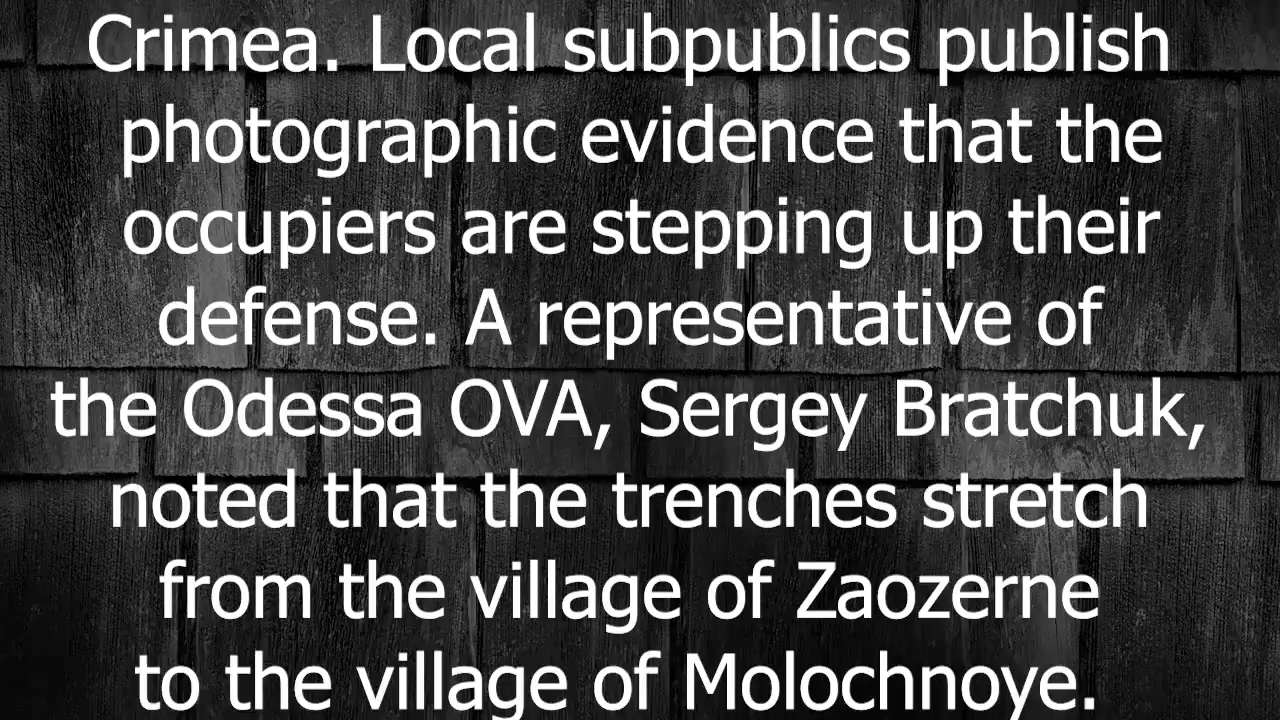 Crimea. Local subpublics publish
photographic evidence that the
occupiers are stepping up their
defense. A representative of
the Odessa OVA, Sergey Bratchuk,
noted that the trenches stretch
from the village of Zaozerne
to the village of Molochnoye.